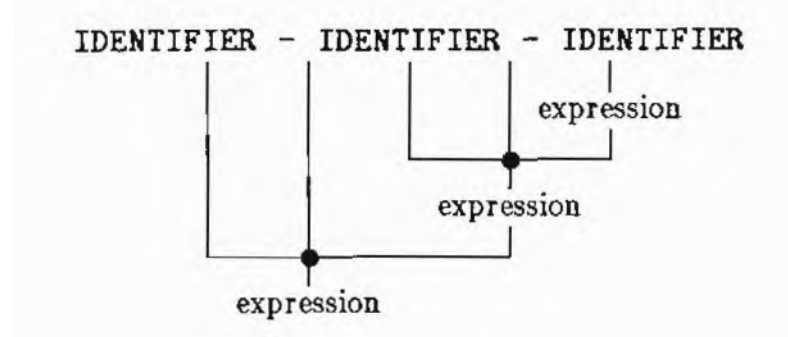 IDENTIFIER - IDENTIFIER - IDENTIFIER
expression
expression
expression